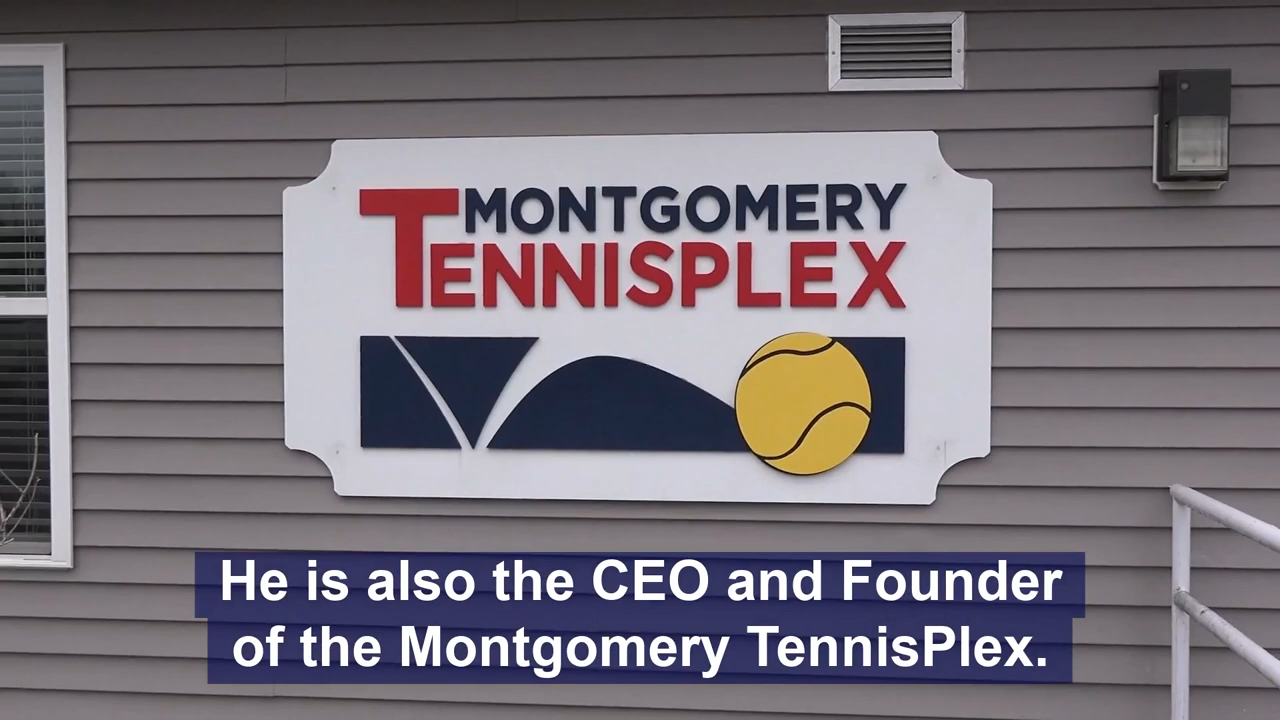 MONTGOMERY
TENNISPLEX
He is also the CEO and Founder
of the Montgomery TennisPlex.